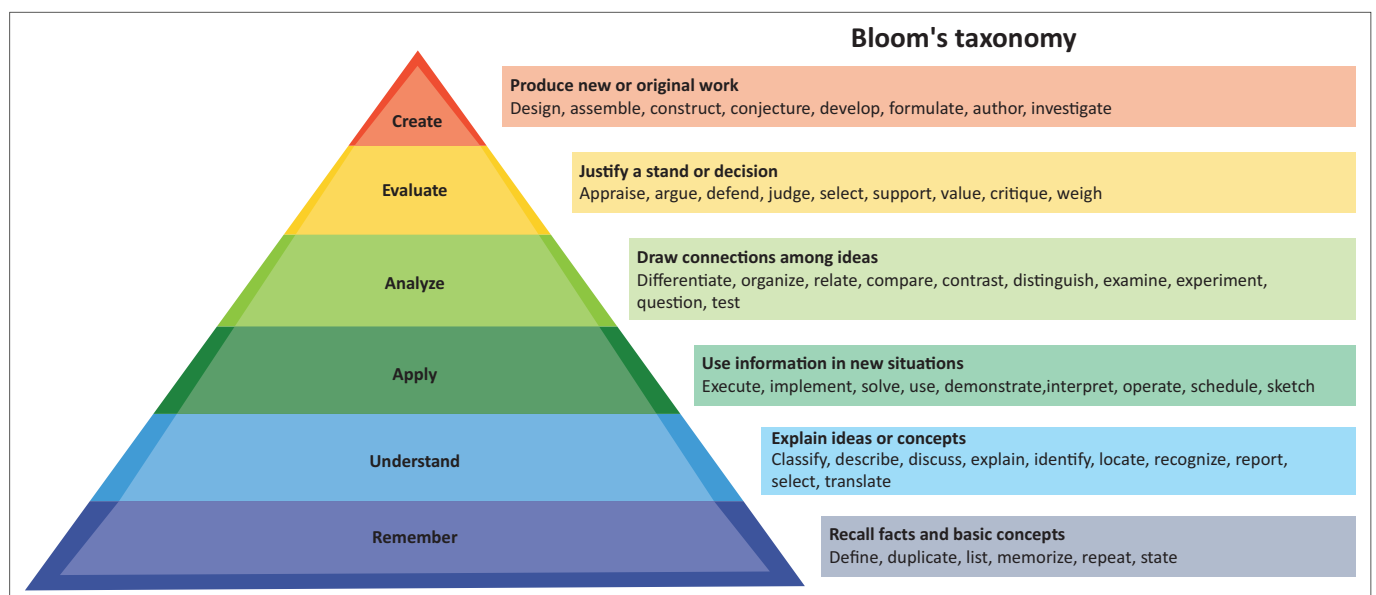 Bloom's taxonomy
Create
Produce new or original work
Design, assemble, construct, conjecture, develop, formulate, author, investigate
Evaluate
Justify a stand or decision
Appraise, argue, defend, judge, select, support, value, critique, weigh
Analyze
Draw connections among ideas
Differentiate, organize, relate, compare, contrast, distinguish, examine, experiment,
question, test
Apply
Use information in new situations
Execute, implement, solve, use, demonstrate,interpret, operate, schedule, sketch
Understand
Explain ideas or concepts
Classify, describe, discuss, explain, identify, locate, recognize, report,
select, translate
Remember
Recall facts and basic concepts
Define, duplicate, list, memorize, repeat, state